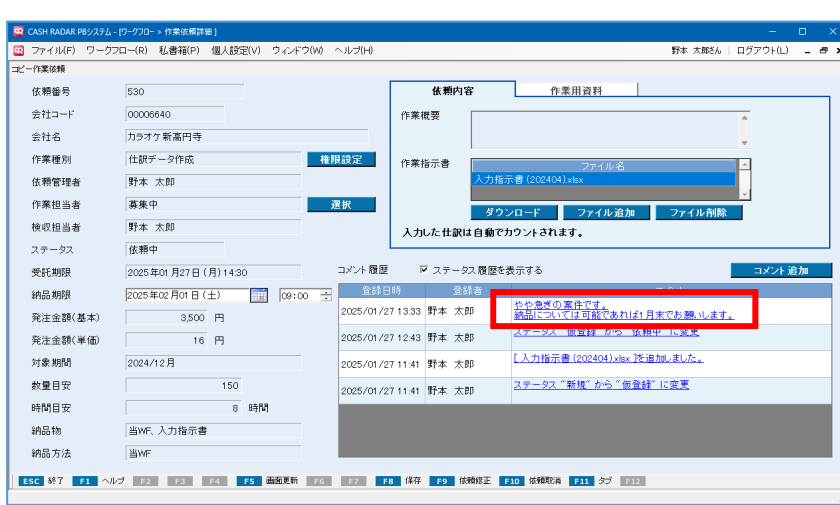 CASH RADAR PBシステム - [ワークフロー > 作業依頼詳細 ]
ファイル(F) ワークフロー(R) 私書箱(P) 個人設定(V) ウィンドウ(W) ヘルプ(H) 野本 太郎さん ログアウト(L)
コピー作業依頼
依頼番号 530
会社コード 00006640
会社名 カラオケ新高円寺
作業種別 仕訳データ作成 権限設定
依頼管理者 野本 太郎
作業担当者 募集中 選択
検収担当者 野本 太郎
ステータス 依頼中
受託期限 2025年01月27日(月)14:30
納品期限 2025年02月01日(土) 09:00
発注金額(基本) 3,500 円
発注金額(単価) 16 円
対象期間 2024/12月
数量目安 150
時間目安 8 時間
納品物 当WF、入力指示書
納品方法 当WF
依頼内容 作業用資料
作業概要
作業指示書 ファイル名
入力指示書(202404).xlsx
ダウンロード ファイル追加 ファイル削除
入力した仕訳は自動でカウントされます。
コメント履歴 ステータス履歴を表示する コメント追加
登録日時 登録者
2025/01/27 13:33 野本 太郎 やや急ぎの案件です。
納品については可能であれば1月末でお願いします。
2025/01/27 12:43 野本 太郎 ステータス "仮登録" から "依頼中" に変更
2025/01/27 11:41 野本 太郎 [入力指示書(202404).xlsx ]を追加しました。
2025/01/27 11:41 野本 太郎 ステータス "新規" から "仮登録" に変更
ESC 終了 F1 ヘルプ F2 F3 F4 F5 画面更新 F6 F7 F8 保存 F9 依頼修正 F10 依頼取消 F11 タブ F12